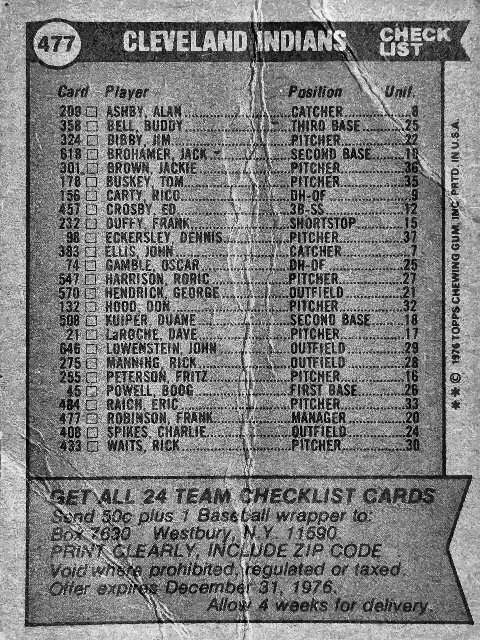 477 CLEVELAND INDIANS CHECK LIST
Card Player Position Unif.
209 ASHBY, ALAN CATCHER 8
358 BELL, BUDDY THIRD BASE 25
324 BIBBY, JIM PITCHER 22
618 BROHAMER, JACK SECOND BASE 10
301 BROWN, JACKIE PITCHER 36
178 BUSKEY, TOM PITCHER 35
156 CARTY, RICO DH-OF 9
457 CROSBY, ED 3B-SS 12
232 DUFFY, FRANK SHORTSTOP 15
98 ECKERSLEY, DENNIS PITCHER 37
383 ELLIS, JOHN CATCHER 7
74 GAMBLE, OSCAR DH-OF 25
547 HARRISON, RORIC PITCHER 27
570 HENDRICK, GEORGE OUTFIELD 21
132 HOOD, DON PITCHER 32
508 KUIPER, DUANE SECOND BASE 18
21 LaROCHE, DAVE PITCHER 17
646 LOWENSTEIN, JOHN OUTFIELD 29
275 MANNING, RICK OUTFIELD 28
255 PETERSON, FRITZ PITCHER 16
45 POWELL, BOOG FIRST BASE 26
484 RAICH, ERIC PITCHER 33
477 ROBINSON, FRANK MANAGER 20
408 SPIKES, CHARLIE OUTFIELD 24
433 WAITS, RICK PITCHER 30
** © 1976 TOPPS CHEWING GUM, INC. PRTD. IN U.S.A.
GET ALL 24 TEAM CHECKLIST CARDS
Send 50c plus 1 Baseball wrapper to:
Box 7630 Westbury, N.Y. 11590.
PRINT CLEARLY, INCLUDE ZIP CODE
Void where prohibited, regulated or taxed.
Offer expires December 31, 1976.
Allow 4 weeks for delivery.